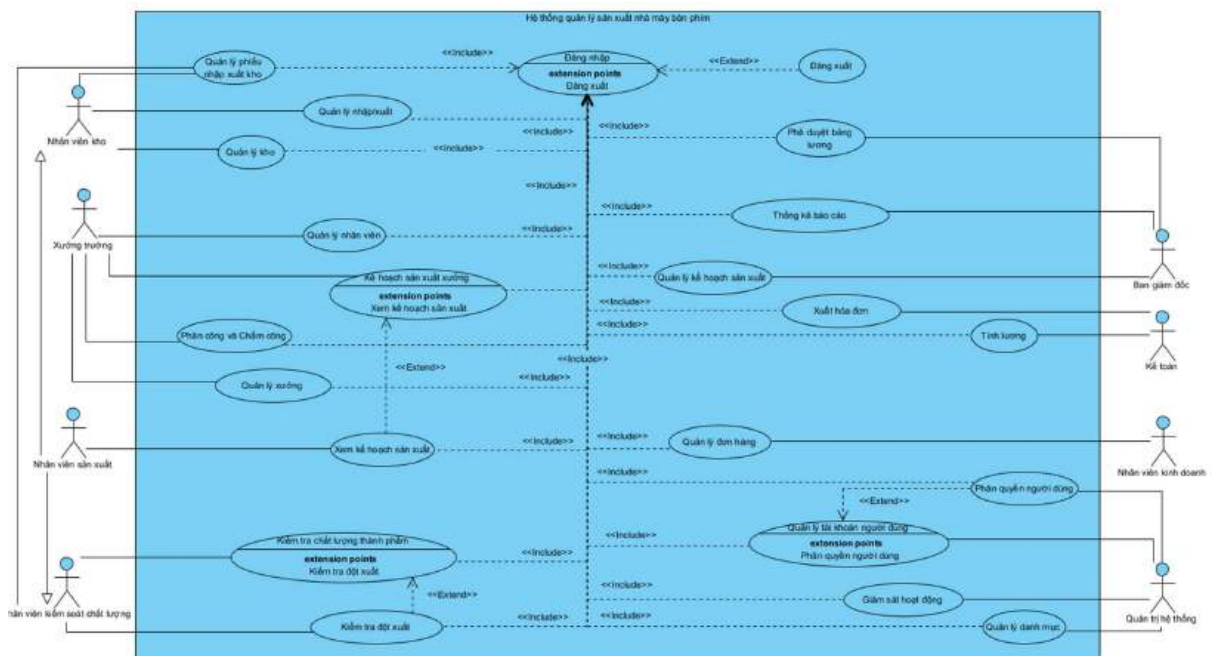 Hệ thống quản lý sản xuất nhà máy bàn phím
Quản lý phiếu
nhập xuất kho
<<Include>>
Đăng nhập
extension points
Đăng xuất
<<Extend>>
Đăng xuất
Nhân viên kho
Quản lý nhập/xuất
<<Include>>
<<Include>>
Phê duyệt bảng
lương
Quản lý kho
<<Include>>
<<Include>>
Xưởng trưởng
Quản lý nhân viên
<<Include>>
<<Include>>
Thống kê báo cáo
Ban giám đốc
Kế hoạch sản xuất xưởng
extension points
Xem kế hoạch sản xuất
<<Include>>
Quản lý kế hoạch sản xuất
<<Include>>
Xuất hóa đơn
Phân công và Chấm công
<<Include>>
<<Include>>
Tính lương
Kế toán
<<Extend>>
Quản lý xưởng
<<Include>>
Nhân viên sản xuất
Xem kế hoạch sản xuất
<<Include>>
<<Include>>
Quản lý đơn hàng
Nhân viên kinh doanh
<<Include>>
Phân quyền người dùng
<<Extend>>
Kiểm tra chất lượng thành phẩm
extension points
Kiểm tra đột xuất
<<Include>>
<<Include>>
Quản lý tài khoản người dùng
extension points
Phân quyền người dùng
hân viên kiểm soát chất lượng
<<Extend>>
<<Include>>
Giám sát hoạt động
Kiểm tra đột xuất
<<Include>>
<<Include>>
Quản lý danh mục
Quản trị hệ thống